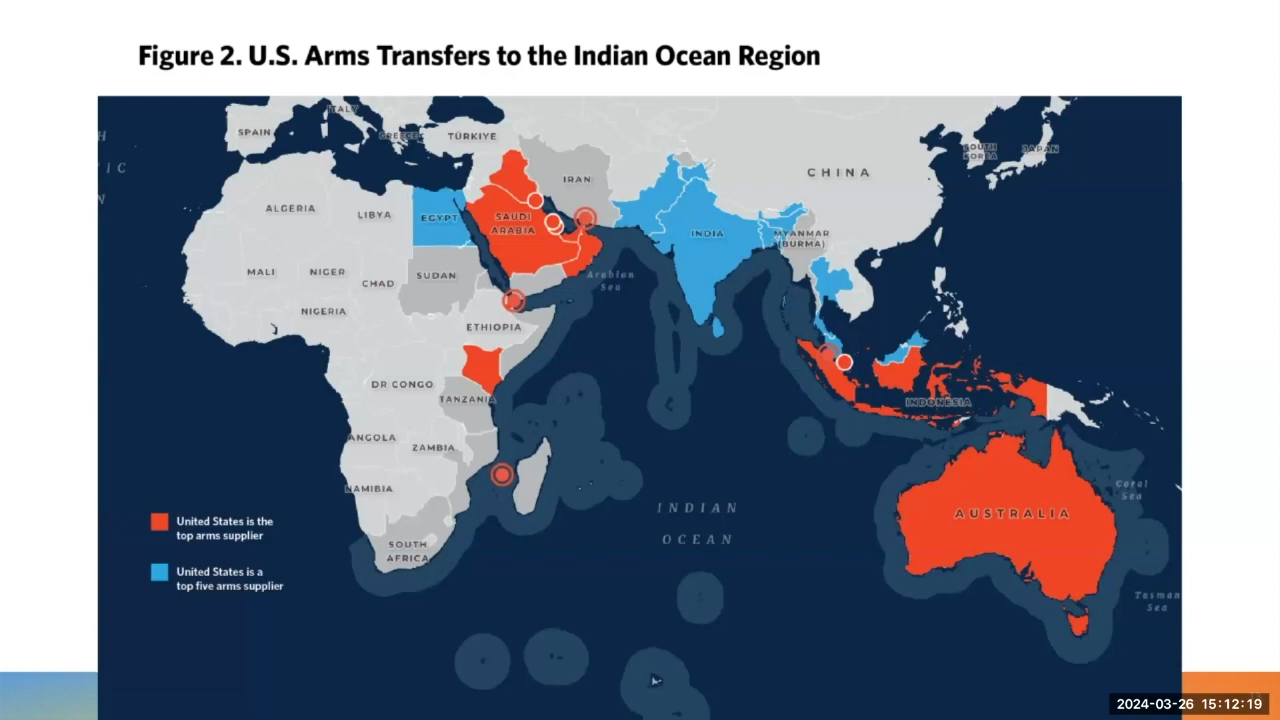 Figure 2. U.S. Arms Transfers to the Indian Ocean Region
H
IC
N
ITALY
SPAIN
GREECE
TÜRKIYE
SOUTH
KOREA
JAPAN
CHINA
IRAN
ALGERIA
LIBYA
EGYPT
SAUDI
ARABIA
INDIA
MYANMAR
(BURMA)
MALI
NIGER
CHAD
SUDAN
Arabian
Sea
NIGERIA
ETHIOPIA
DR CONGO
TANZANIA
INDONESIA
ANGOLA
ZAMBIA
NAMIBIA
Coral
Sea
INDIAN
OCEAN
AUSTRALIA
United States is the
top arms supplier
SOUTH
AFRICA
United States is a
top five arms supplier
Tasman
Sea
2024-03-26 15:12:19